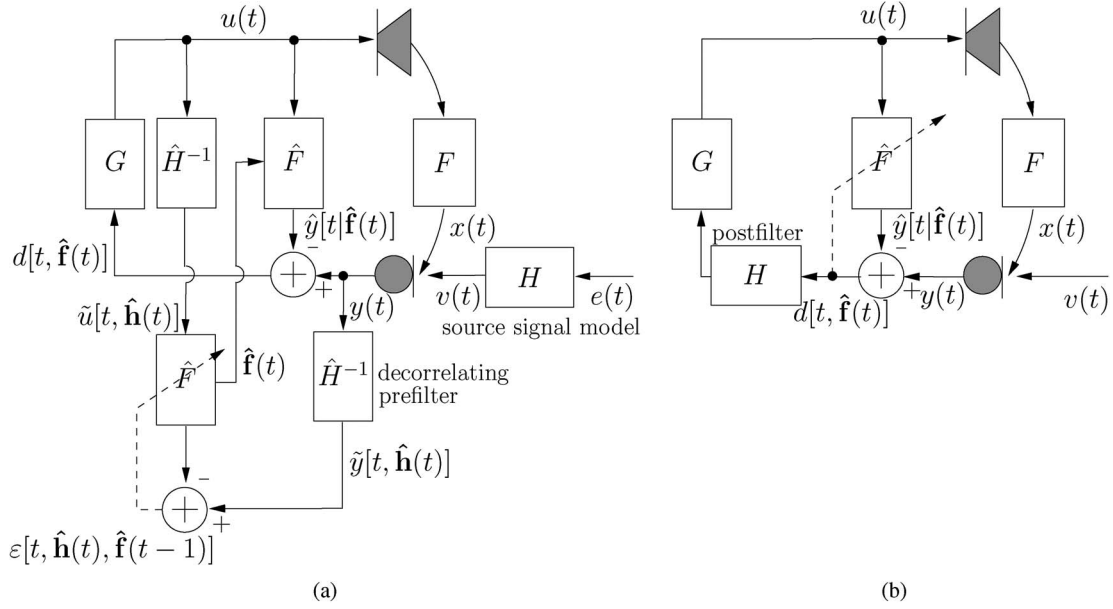 u(t)
G
Ĥ⁻¹
F̂
F
ŷ[t|f̂(t)]
x(t)
d[t, f̂(t)]
-
+
y(t)
v(t)
H
e(t)
source signal model
ũ[t, ĥ(t)]
F̂
f̂(t)
Ĥ⁻¹
decorrelating
prefilter
ỹ[t, ĥ(t)]
-
+
+
ε[t, ĥ(t), f̂(t − 1)]
(a)
u(t)
G
F̂
F
ŷ[t|f̂(t)]
x(t)
postfilter
H
-
+
+
y(t)
v(t)
d[t, f̂(t)]
(b)